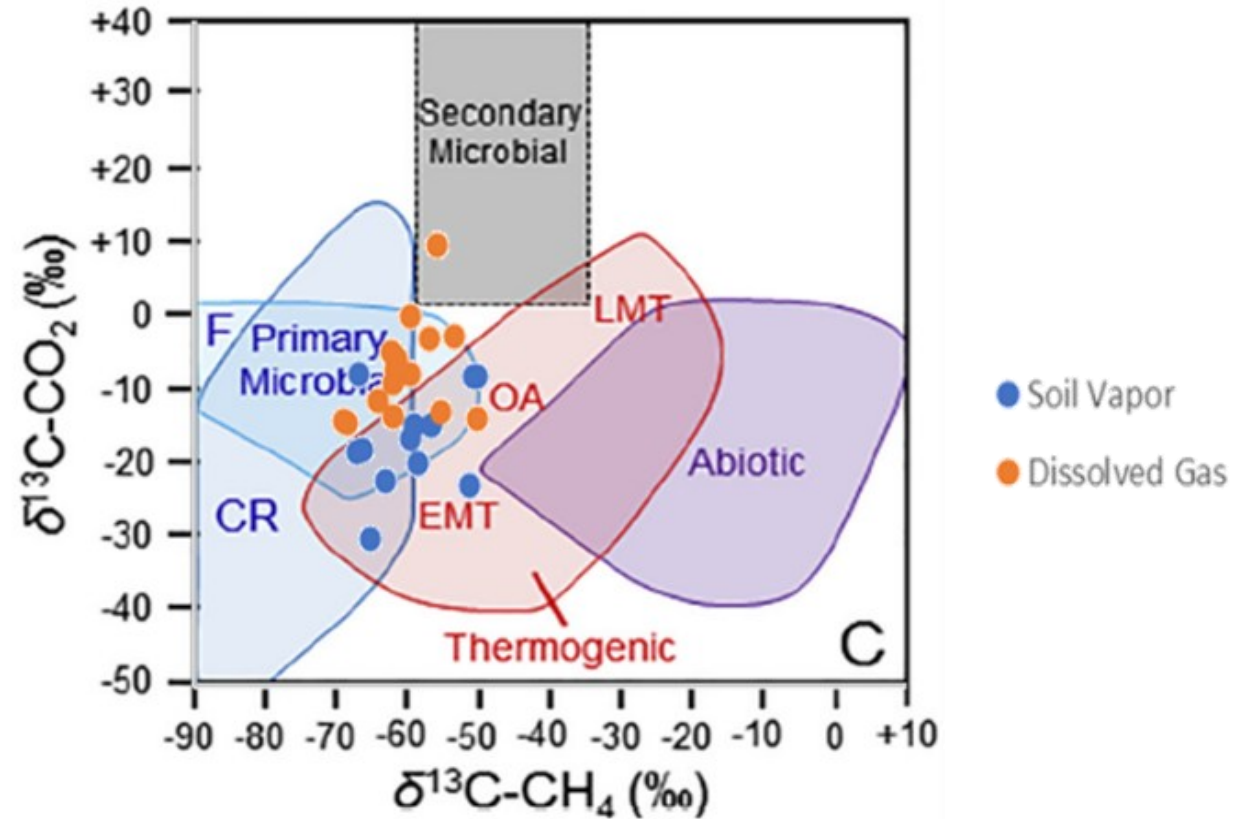 +40
+30
+20
+10
0
-10
-20
-30
-40
-50
δ¹³C-CO₂ (‰)
Secondary
Microbial
F
Primary
Microbia
CR
LMT
OA
EMT
Abiotic
Thermogenic
C
-90 -80 -70 -60 -50 -40 -30 -20 -10 0 +10
δ¹³C-CH₄ (‰)
Soil Vapor
Dissolved Gas